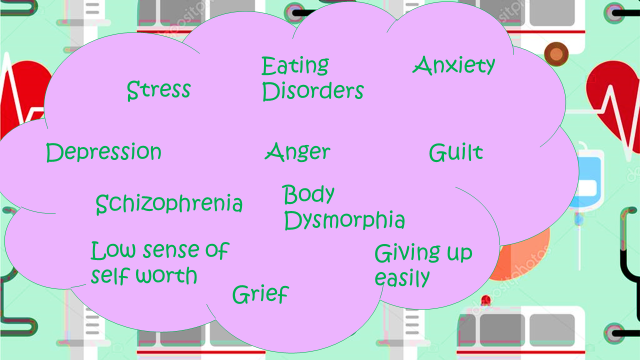 Stress
Eating
Disorders
Anxiety
Depression
Anger
Guilt
Schizophrenia
Body
Dysmorphia
Low sense of
self worth
Giving up
easily
Grief